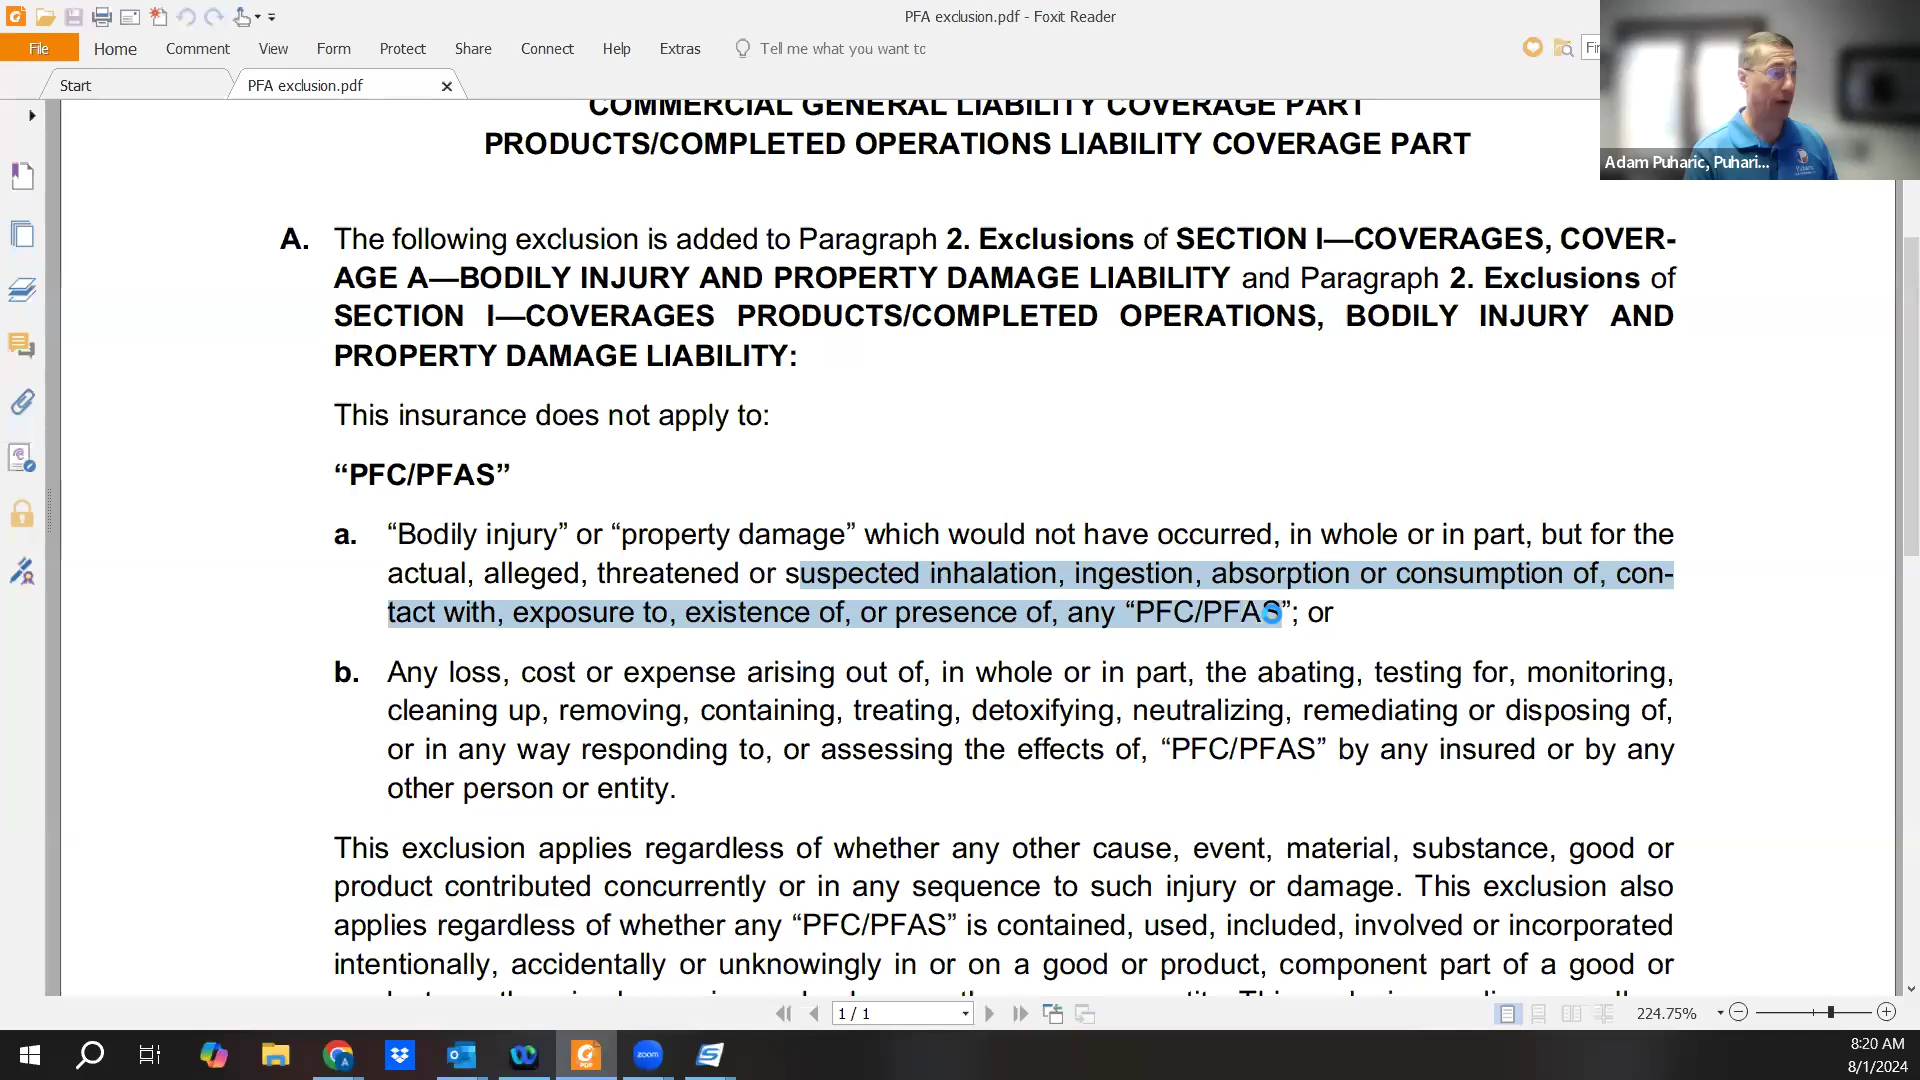 PFA exclusion.pdf - Foxit Reader
File Home Comment View Form Protect Share Connect Help Extras Tell me what you want to
Start PFA exclusion.pdf
Adam Puharic, Puhari...
COMMERCIAL GENERAL LIABILITY COVERAGE PART
PRODUCTS/COMPLETED OPERATIONS LIABILITY COVERAGE PART
A. The following exclusion is added to Paragraph 2. Exclusions of SECTION I—COVERAGES, COVER-
AGE A—BODILY INJURY AND PROPERTY DAMAGE LIABILITY and Paragraph 2. Exclusions of
SECTION I—COVERAGES PRODUCTS/COMPLETED OPERATIONS, BODILY INJURY AND
PROPERTY DAMAGE LIABILITY:
This insurance does not apply to:
“PFC/PFAS”
a. “Bodily injury” or “property damage” which would not have occurred, in whole or in part, but for the
actual, alleged, threatened or suspected inhalation, ingestion, absorption or consumption of, con-
tact with, exposure to, existence of, or presence of, any “PFC/PFAS”; or
b. Any loss, cost or expense arising out of, in whole or in part, the abating, testing for, monitoring,
cleaning up, removing, containing, treating, detoxifying, neutralizing, remediating or disposing of,
or in any way responding to, or assessing the effects of, “PFC/PFAS” by any insured or by any
other person or entity.
This exclusion applies regardless of whether any other cause, event, material, substance, good or
product contributed concurrently or in any sequence to such injury or damage. This exclusion also
applies regardless of whether any “PFC/PFAS” is contained, used, included, involved or incorporated
intentionally, accidentally or unknowingly in or on a good or product, component part of a good or
1 / 1
224.75%
zoom
8:20 AM
8/1/2024